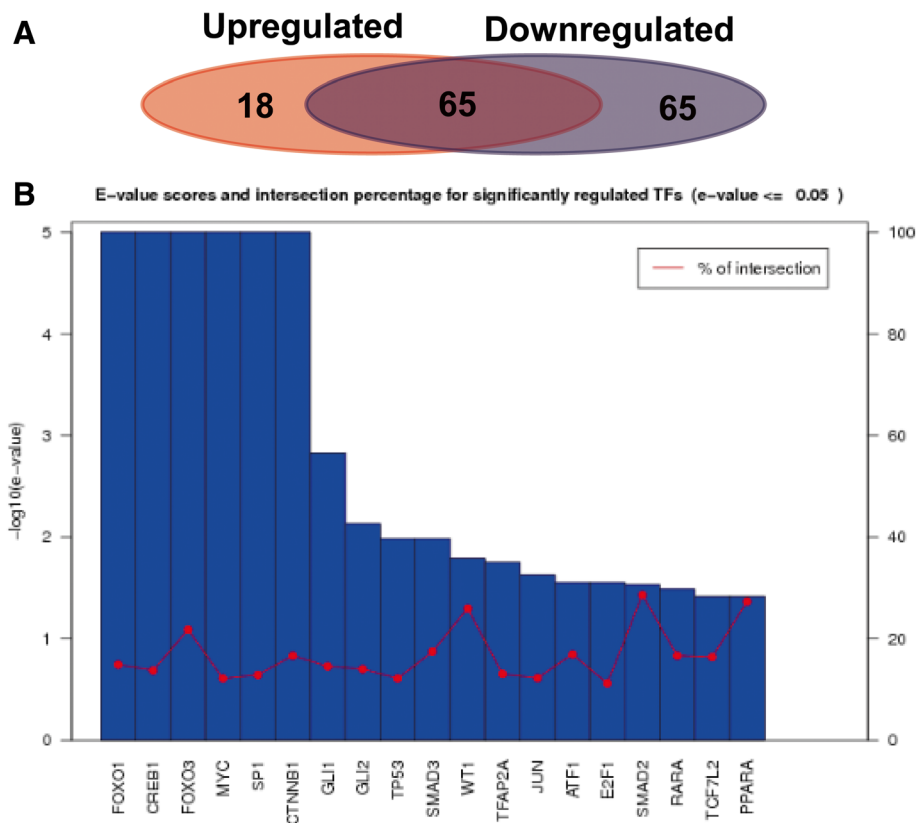 A
Upregulated Downregulated
18 65 65
B
E-value scores and intersection percentage for significantly regulated TFs (e-value <= 0.05 )
% of intersection
-log10(e-value)
5
4
3
2
1
0
100
80
60
40
20
0
FOXO1
CREB1
FOXO3
MYC
SP1
CTNNB1
GLI1
GLI2
TP53
SMAD3
WT1
TFAP2A
JUN
ATF1
E2F1
SMAD2
RARA
TCF7L2
PPARA